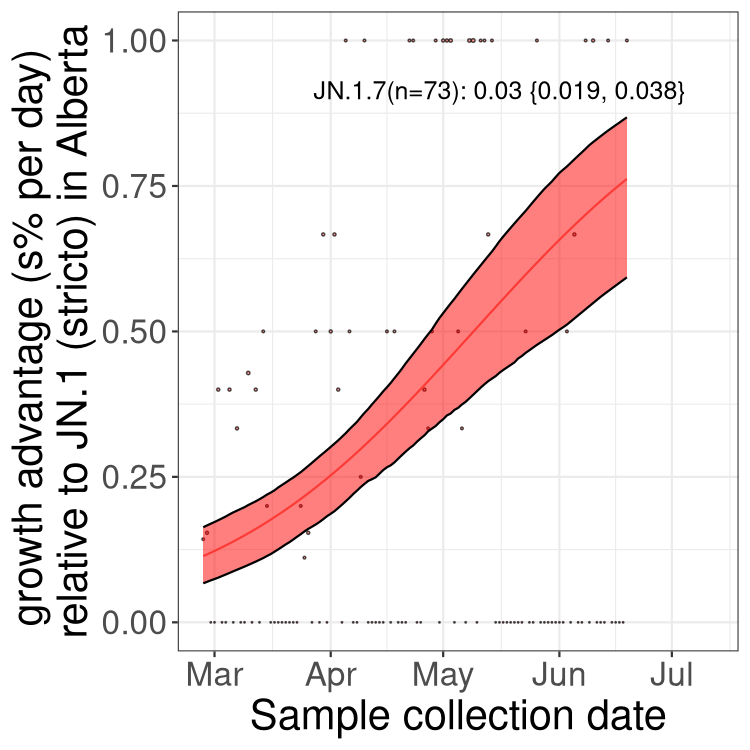 growth advantage (s% per day)
relative to JN.1 (stricto) in Alberta
1.00
0.75
0.50
0.25
0.00
JN.1.7(n=73): 0.03 {0.019, 0.038}
Mar Apr May Jun Jul
Sample collection date